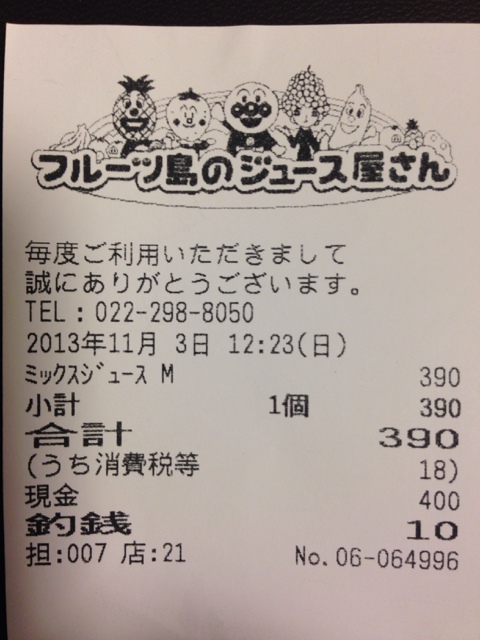 フルーツ島のジュース屋さん
毎度ご利用いただきまして
誠にありがとうございます。
TEL：022-298-8050
2013年11月 3日 12:23(日)
ﾐｯｸｽｼﾞｭｰｽ M 390
小計 1個 390
合計 390
(うち消費税等 18)
現金 400
釣銭 10
担:007 店:21 No.06-064996